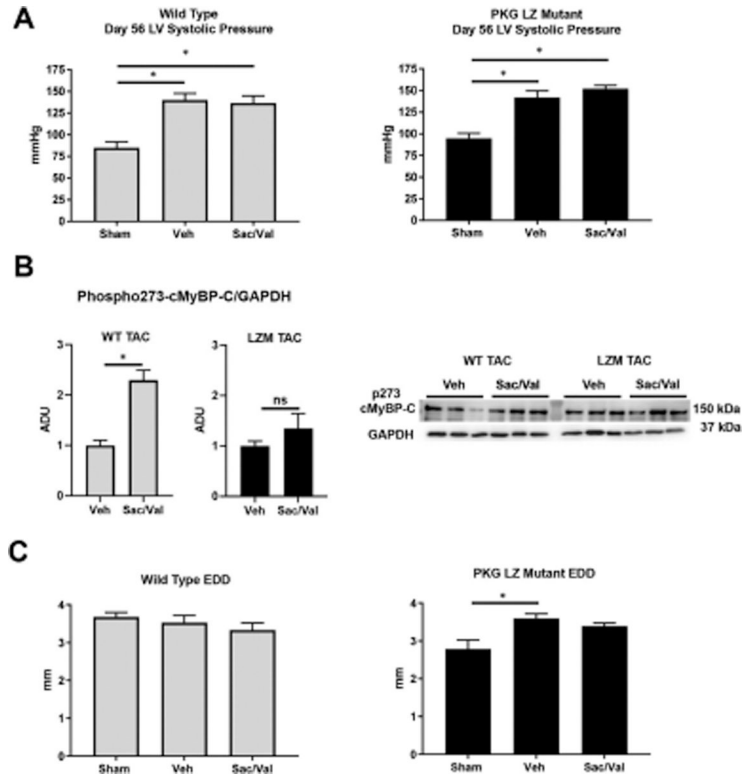 A
Wild Type
Day 56 LV Systolic Pressure
*
*
175
150
125
100
75
50
25
0
mmHg
Sham Veh Sac/Val
PKG LZ Mutant
Day 56 LV Systolic Pressure
*
*
175
150
125
100
75
50
25
0
mmHg
Sham Veh Sac/Val
B
Phospho273-cMyBP-C/GAPDH
WT TAC
*
3
2
1
0
ADU
Veh Sac/Val
LZM TAC
ns
3
2
1
0
ADU
Veh Sac/Val
WT TAC LZM TAC
Veh Sac/Val Veh Sac/Val
p273
cMyBP-C 150 kDa
GAPDH 37 kDa
C
Wild Type EDD
4
3
2
1
0
mm
Sham Veh Sac/Val
PKG LZ Mutant EDD
*
4
3
2
1
0
mm
Sham Veh Sac/Val